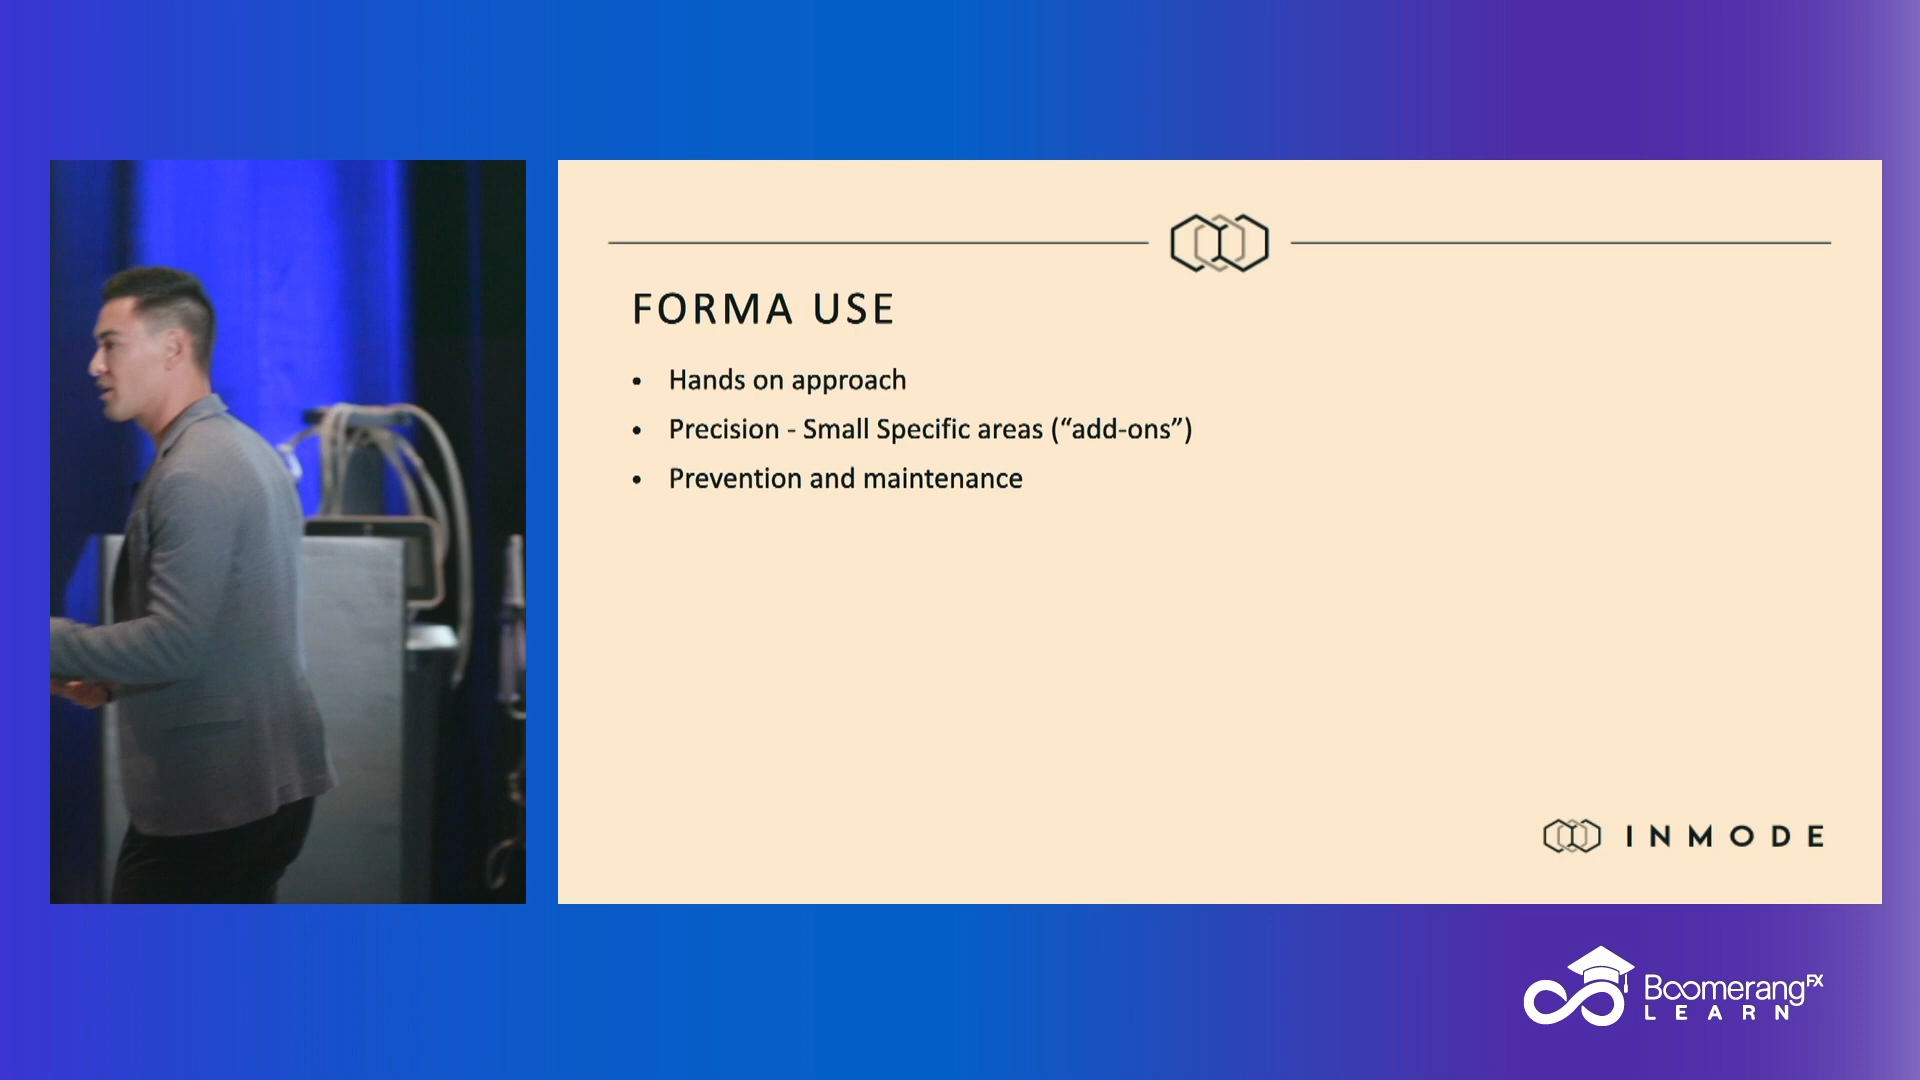 FORMA USE
• Hands on approach
• Precision - Small Specific areas (“add-ons”)
• Prevention and maintenance
INMODE
BoomerangFX
LEARN